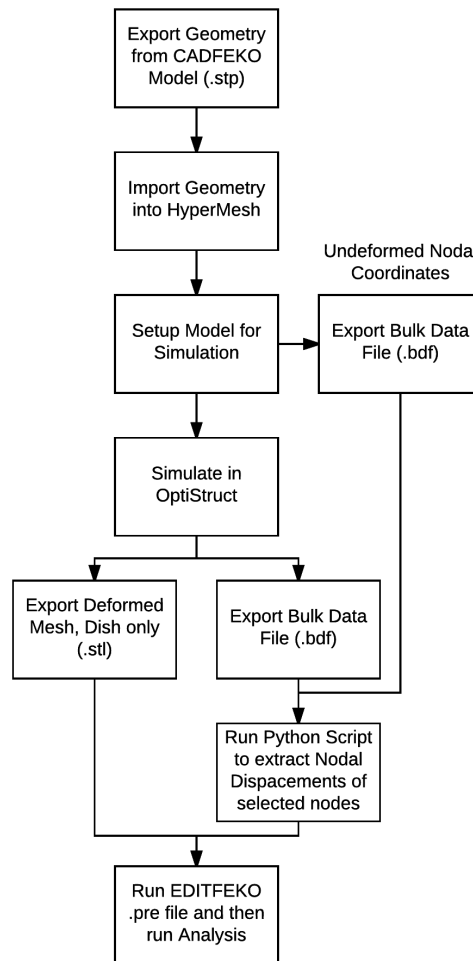 Export Geometry
from CADFEKO
Model (.stp)
Import Geometry
into HyperMesh
Undeformed Noda
Coordinates
Setup Model for
Simulation
Export Bulk Data
File (.bdf)
Simulate in
OptiStruct
Export Deformed
Mesh, Dish only
(.stl)
Export Bulk Data
File (.bdf)
Run Python Script
to extract Nodal
Dispacements of
selected nodes
Run EDITFEKO
.pre file and then
run Analysis